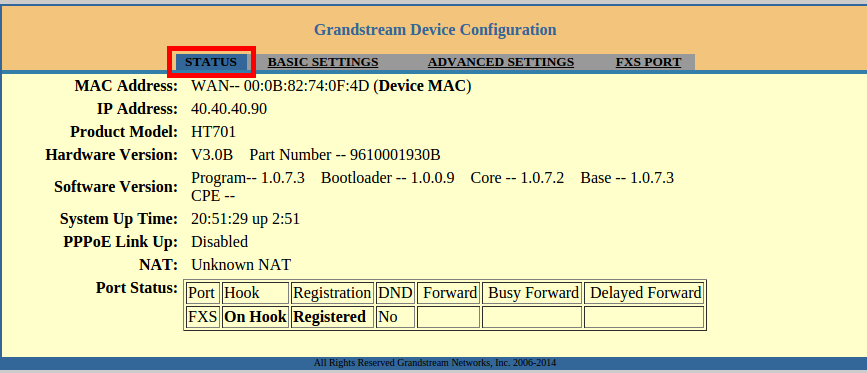 Grandstream Device Configuration
STATUS BASIC SETTINGS ADVANCED SETTINGS FXS PORT
MAC Address: WAN-- 00:0B:82:74:0F:4D (Device MAC)
IP Address: 40.40.40.90
Product Model: HT701
Hardware Version: V3.0B Part Number -- 9610001930B
Software Version: Program-- 1.0.7.3 Bootloader -- 1.0.0.9 Core -- 1.0.7.2 Base -- 1.0.7.3
CPE --
System Up Time: 20:51:29 up 2:51
PPPoE Link Up: Disabled
NAT: Unknown NAT
Port Status: Port Hook Registration DND Forward Busy Forward Delayed Forward
FXS On Hook Registered No
All Rights Reserved Grandstream Networks, Inc. 2006-2014